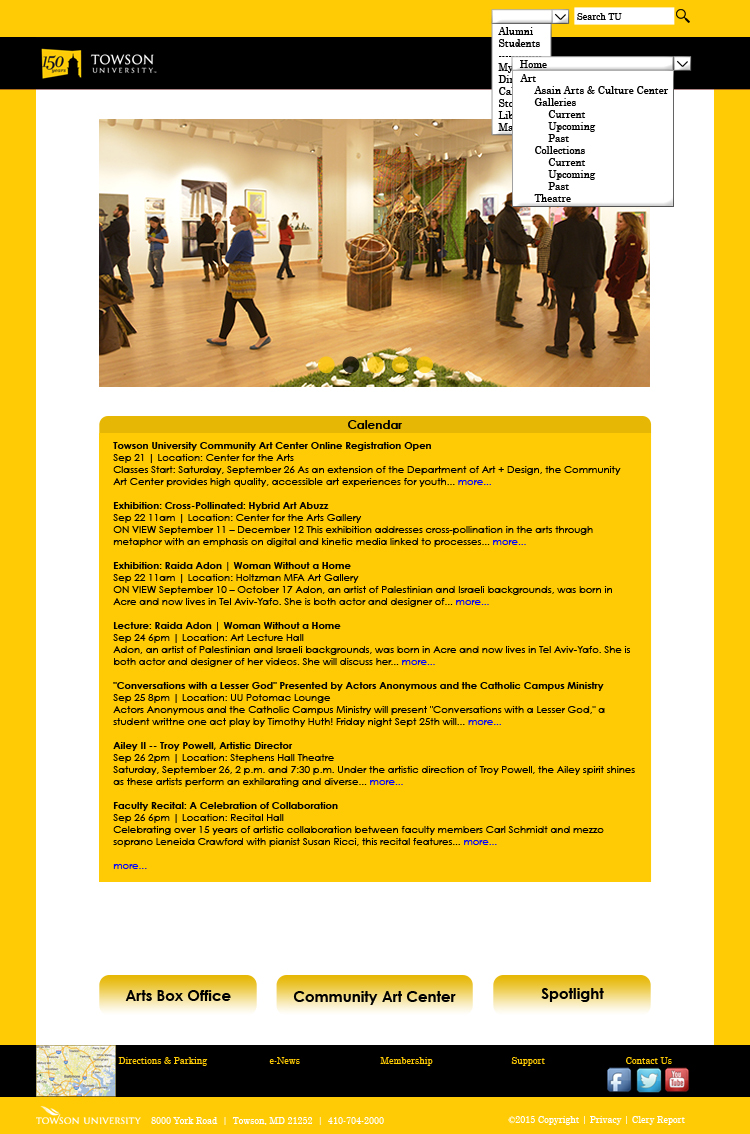 Search TU
Alumni
Students
My
Home
Art
Asain Arts & Culture Center
Galleries
Current
Upcoming
Past
Collections
Current
Upcoming
Past
Theatre
150
years
TOWSON
UNIVERSITY
Calendar
Towson University Community Art Center Online Registration Open
Sep 21 | Location: Center for the Arts
Classes Start: Saturday, September 26 As an extension of the Department of Art + Design, the Community
Art Center provides high quality, accessible art experiences for youth... more...
Exhibition: Cross-Pollinated: Hybrid Art Abuzz
Sep 22 11am | Location: Center for the Arts Gallery
ON VIEW September 11 – December 12 This exhibition addresses cross-pollination in the arts through
metaphor with an emphasis on digital and kinetic media linked to processes... more...
Exhibition: Raida Adon | Woman Without a Home
Sep 22 11am | Location: Holtzman MFA Art Gallery
ON VIEW September 10 – October 17 Adon, an artist of Palestinian and Israeli backgrounds, was born in
Acre and now lives in Tel Aviv-Yafo. She is both actor and designer of... more...
Lecture: Raida Adon | Woman Without a Home
Sep 24 6pm | Location: Art Lecture Hall
Adon, an artist of Palestinian and Israeli backgrounds, was born in Acre and now lives in Tel Aviv-Yafo. She is
both actor and designer of her videos. She will discuss her... more...
"Conversations with a Lesser God" Presented by Actors Anonymous and the Catholic Campus Ministry
Sep 25 8pm | Location: UU Potomac Lounge
Actors Anonymous and the Catholic Campus Ministry will present "Conversations with a Lesser God," a
student writtne one act play by Timothy Huth! Friday night Sept 25th will... more...
Ailey II -- Troy Powell, Artistic Director
Sep 26 2pm | Location: Stephens Hall Theatre
Saturday, September 26, 2 p.m. and 7:30 p.m. Under the artistic direction of Troy Powell, the Ailey spirit shines
as these artists perform an exhilarating and diverse... more...
Faculty Recital: A Celebration of Collaboration
Sep 26 6pm | Location: Recital Hall
Celebrating over 15 years of artistic collaboration between faculty members Carl Schmidt and mezzo
soprano Leneida Crawford with pianist Susan Ricci, this recital features... more...
more...
Arts Box Office
Community Art Center
Spotlight
Directions & Parking
e-News
Membership
Support
Contact Us
You
Tube
TOWSON UNIVERSITY
8000 York Road | Towson, MD 21252 | 410-704-2000
©2015 Copyright | Privacy | Clery Report